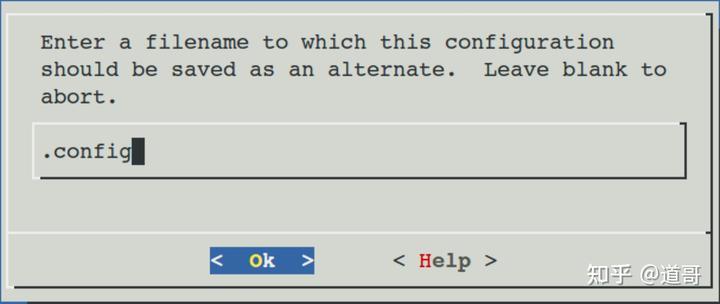 Enter a filename to which this configuration
should be saved as an alternate.  Leave blank to
abort.
.config
<  Ok  >	< Help >
知乎 @道哥